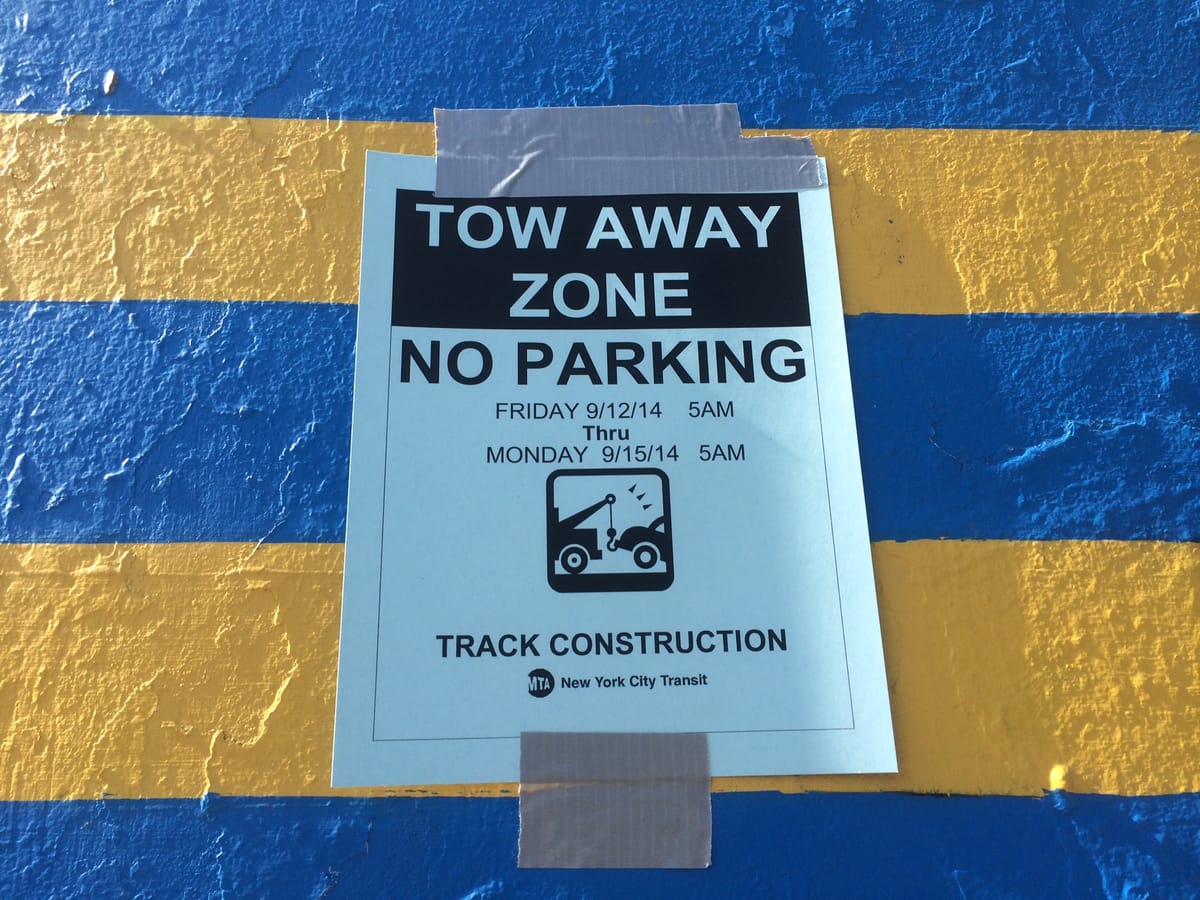 TOW AWAY
ZONE
NO PARKING
FRIDAY 9/12/14 5AM
Thru
MONDAY 9/15/14 5AM
TRACK CONSTRUCTION
MTA New York City Transit